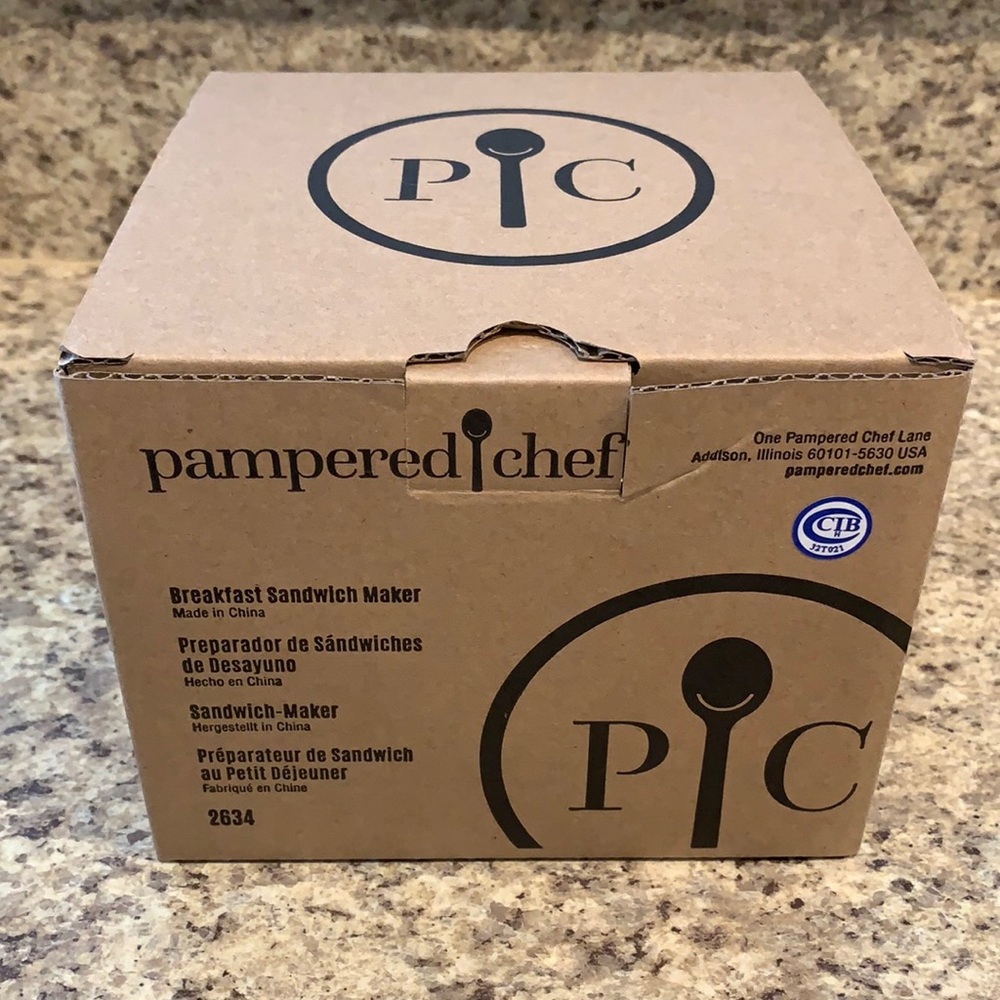 P C
pampered chef
One Pampered Chef Lane
Addison, Illinois 60101-5630 USA
pamperedchef.com
CIB
H
32T021
Breakfast Sandwich Maker
Made in China
Preparador de Sándwiches
de Desayuno
Hecho en China
Sandwich-Maker
Hergestellt in China
Préparateur de Sandwich
au Petit Déjeuner
Fabriqué en Chine
2634
P C